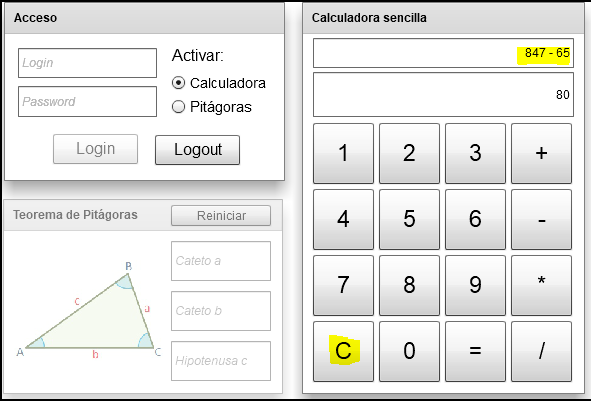 Acceso
Login
Password
Activar:
Calculadora
Pitágoras
Login
Logout
Teorema de Pitágoras
Reiniciar
B
c
a
A
b
C
Cateto a
Cateto b
Hipotenusa c
Calculadora sencilla
847 - 65
80
1 2 3 +
4 5 6 -
7 8 9 *
C 0 = /